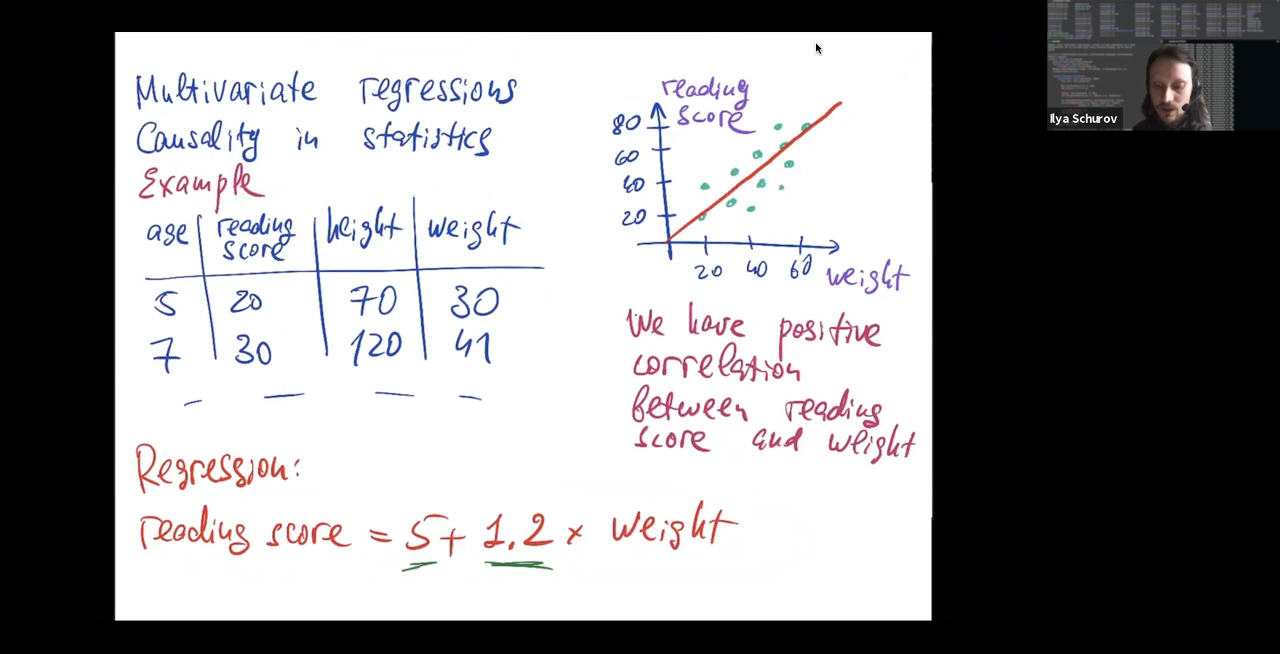 Multivariate regressions
Causality in statistics
Example
age reading score height weight
5 20 70 30
7 30 120 41
Regression:
reading score = 5 + 1.2 × weight
reading
score
80
60
40
20
20 40 60
weight
We have positive
correlation
between reading
score and weight
Ilya Schurov